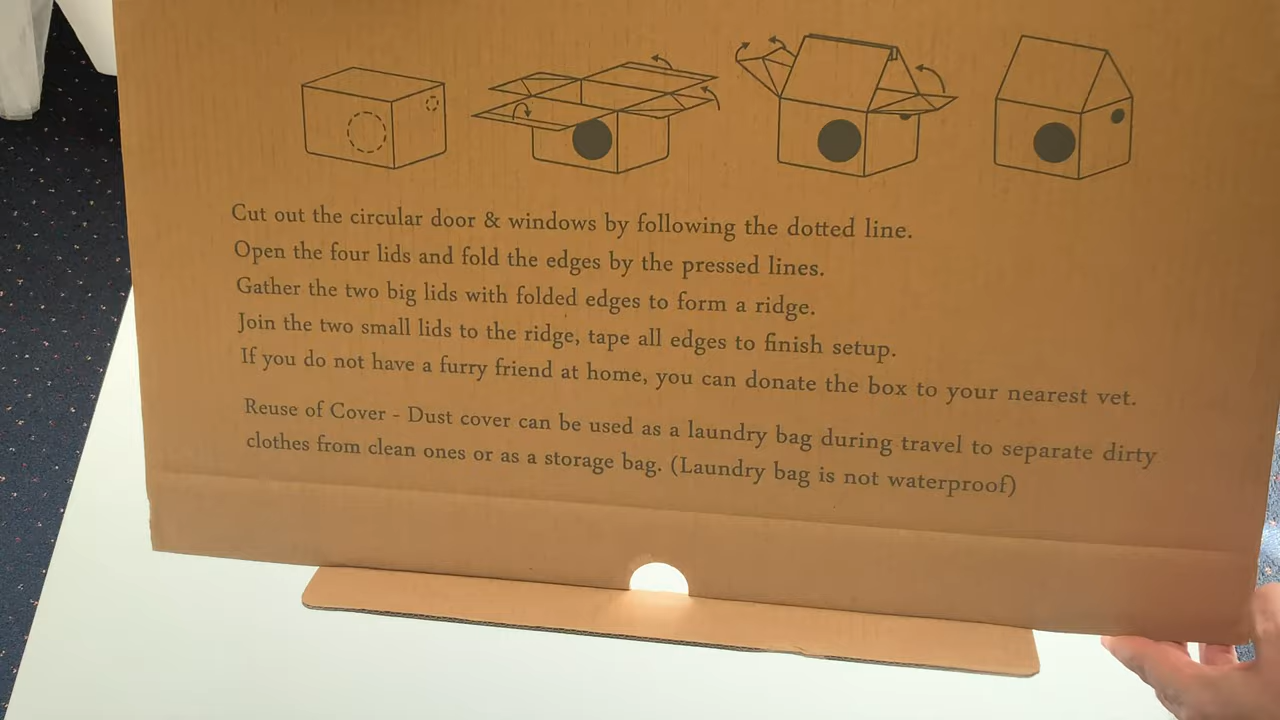 Cut out the circular door & windows by following the dotted line.
Open the four lids and fold the edges by the pressed lines.
Gather the two big lids with folded edges to form a ridge.
Join the two small lids to the ridge, tape all edges to finish setup.
If you do not have a furry friend at home, you can donate the box to your nearest vet.
Reuse of Cover - Dust cover can be used as a laundry bag during travel to separate dirty
clothes from clean ones or as a storage bag. (Laundry bag is not waterproof)